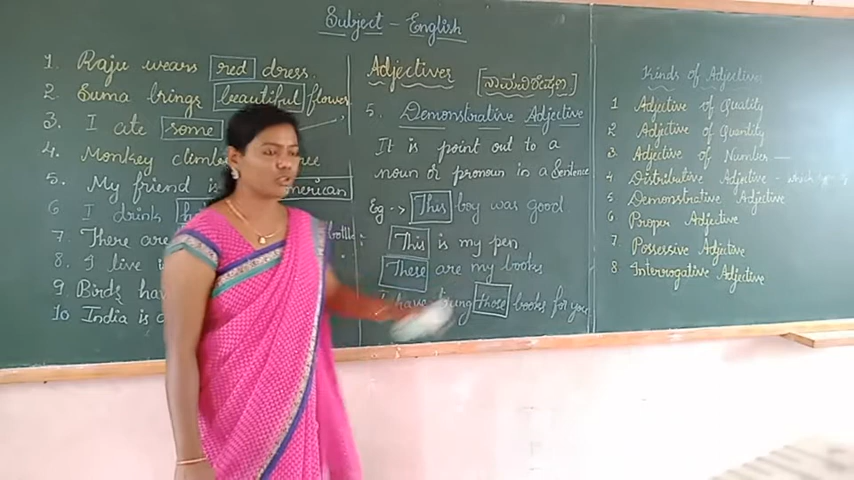 Subject - English
1. Raju wears red dress.
2. Suma brings beautiful flower
3. I ate some
4. Monkey climb
5. My friend is American
6. I drink bottle
7. There are
8. I live
9. Birds hav
10. India is
Adjectives
5. Demonstrative Adjective
It is point out to a
noun or pronoun in a Sentence
Eg → This boy was good.
This is my pen
These are my books
I have those books for you
Kinds of Adjectives
1 Adjective of Quality
2 Adjective of Quantity
3 Adjective of Number
4 Distributive Adjective - which
5 Demonstrative Adjective
6 Proper Adjective
7 Possessive Adjective
8 Interrogative Adjective